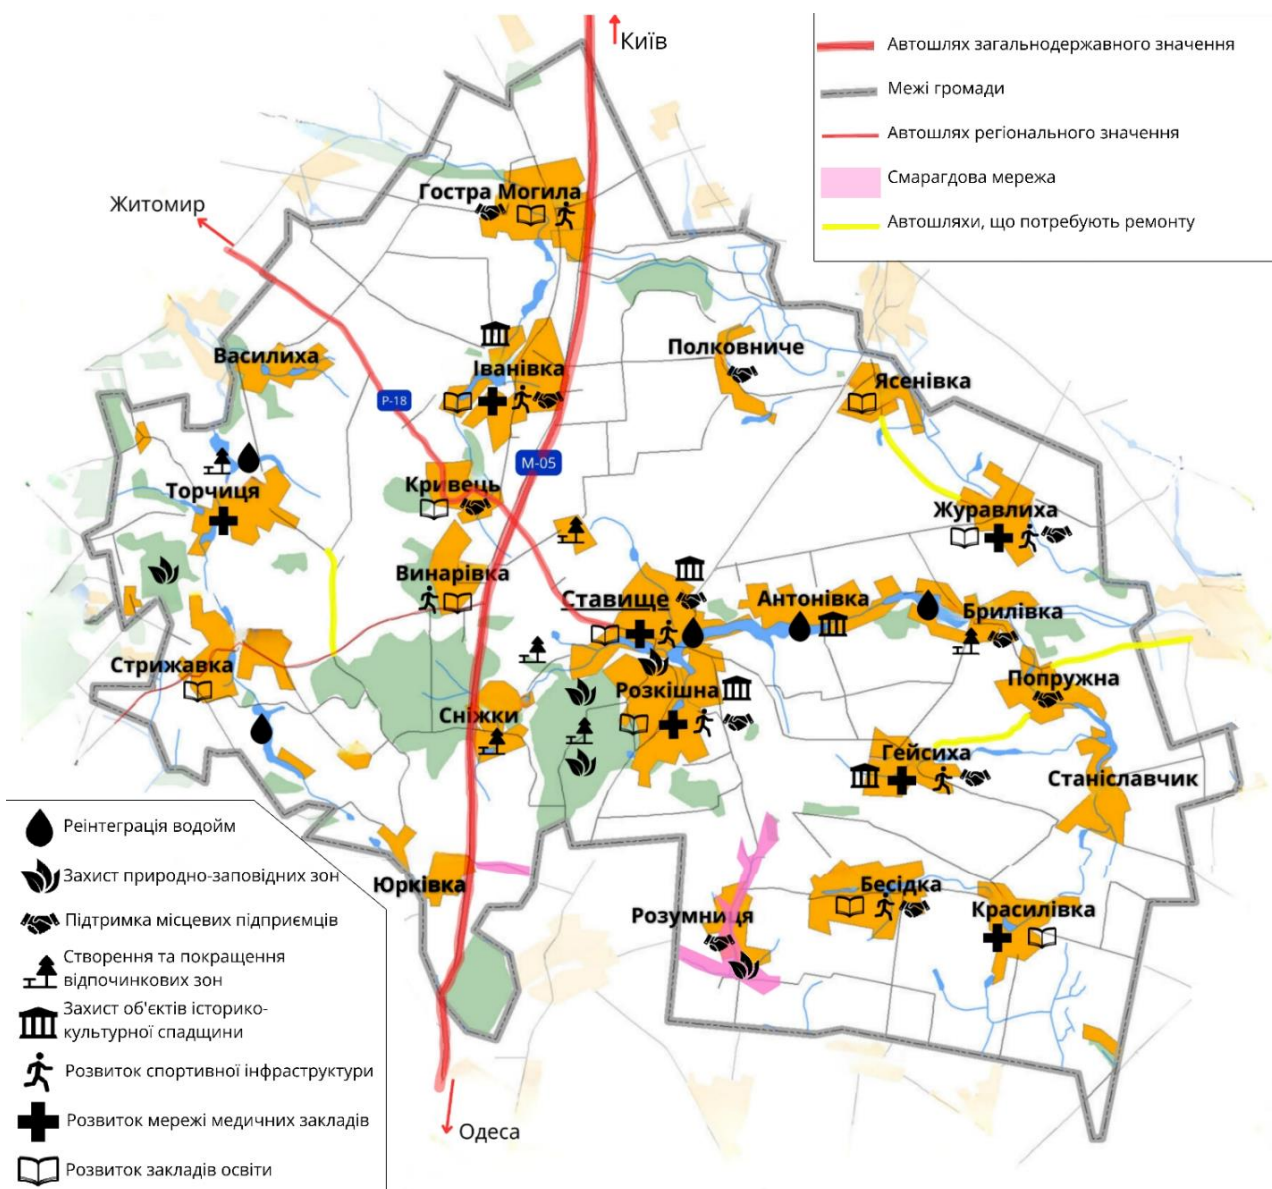 Київ
Автошлях загальнодержавного значення
Межі громади
Автошлях регіонального значення
Смарагдова мережа
Автошляхи, що потребують ремонту
Житомир
Гостра Могила
Василиха
Іванівка
Полковниче
Ясенівка
Р-18
М-05
Торчиця
Кривець
Журавлиха
Винарівка
Ставище
Антонівка
Брилівка
Стрижавка
Розкішна
Попружна
Сніжки
Гейсиха
Станіславчик
Юрківка
Розумниця
Бесідка
Красилівка
Реінтеграція водойм
Захист природно-заповідних зон
Підтримка місцевих підприємців
Створення та покращення
відпочинкових зон
Захист об'єктів історико-
культурної спадщини
Розвиток спортивної інфраструктури
Розвиток мережі медичних закладів
Розвиток закладів освіти
Одеса